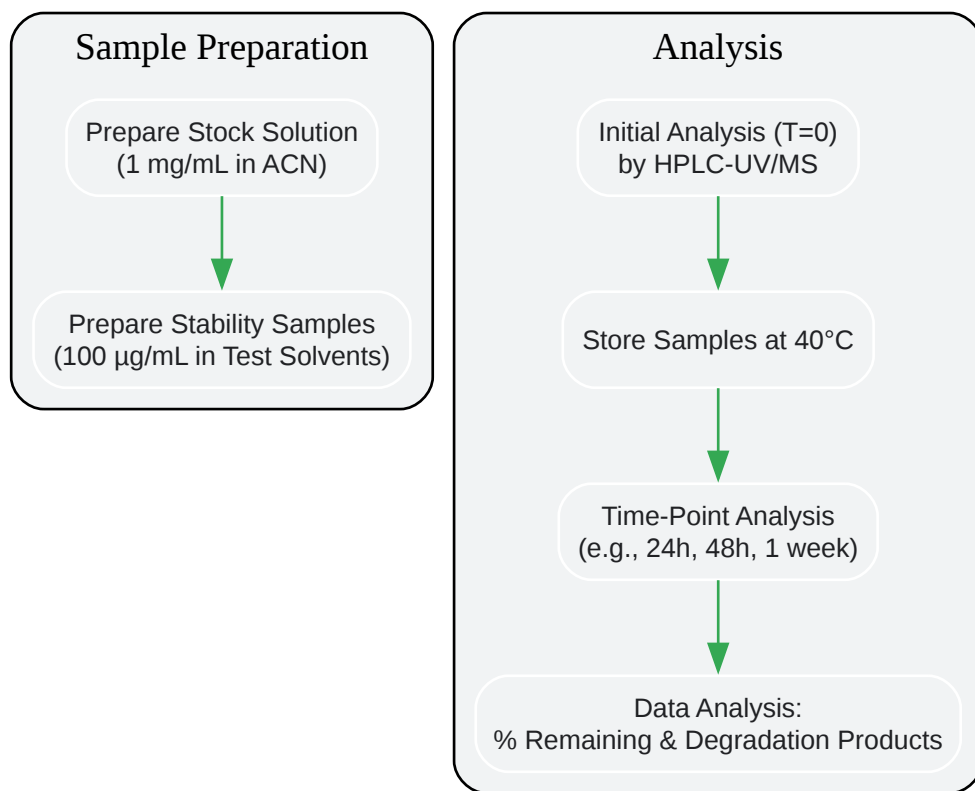 Sample Preparation
Prepare Stock Solution
(1 mg/mL in ACN)
Prepare Stability Samples
(100 µg/mL in Test Solvents)
Analysis
Initial Analysis (T=0)
by HPLC-UV/MS
Store Samples at 40°C
Time-Point Analysis
(e.g., 24h, 48h, 1 week)
Data Analysis:
% Remaining & Degradation Products